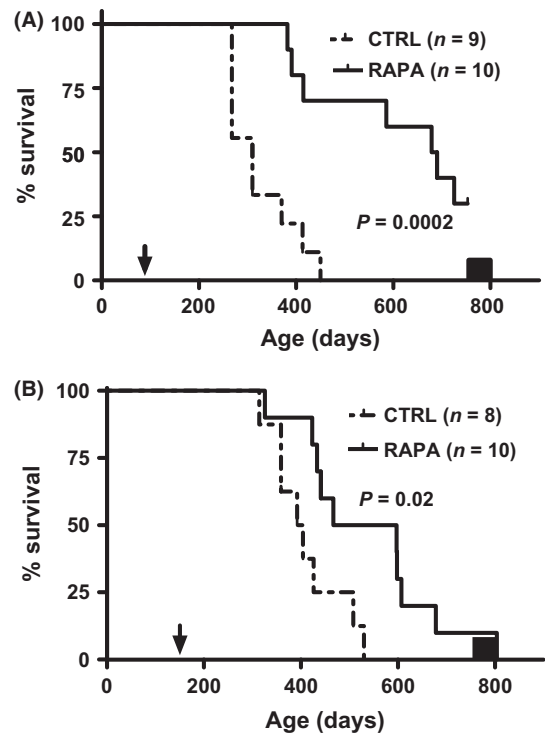 (A)
100
75
50
25
0
% survival
CTRL (n = 9)
RAPA (n = 10)
P = 0.0002
0 200 400 600 800
Age (days)
(B)
100
75
50
25
0
% survival
CTRL (n = 8)
RAPA (n = 10)
P = 0.02
0 200 400 600 800
Age (days)